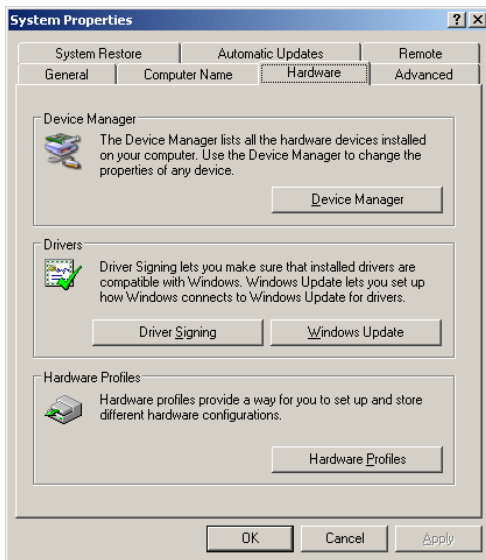 System Properties
System Restore Automatic Updates Remote
General Computer Name Hardware Advanced
Device Manager
The Device Manager lists all the hardware devices installed
on your computer. Use the Device Manager to change the
properties of any device.
Device Manager
Drivers
Driver Signing lets you make sure that installed drivers are
compatible with Windows. Windows Update lets you set up
how Windows connects to Windows Update for drivers.
Driver Signing Windows Update
Hardware Profiles
Hardware profiles provide a way for you to set up and store
different hardware configurations.
Hardware Profiles
OK Cancel Apply